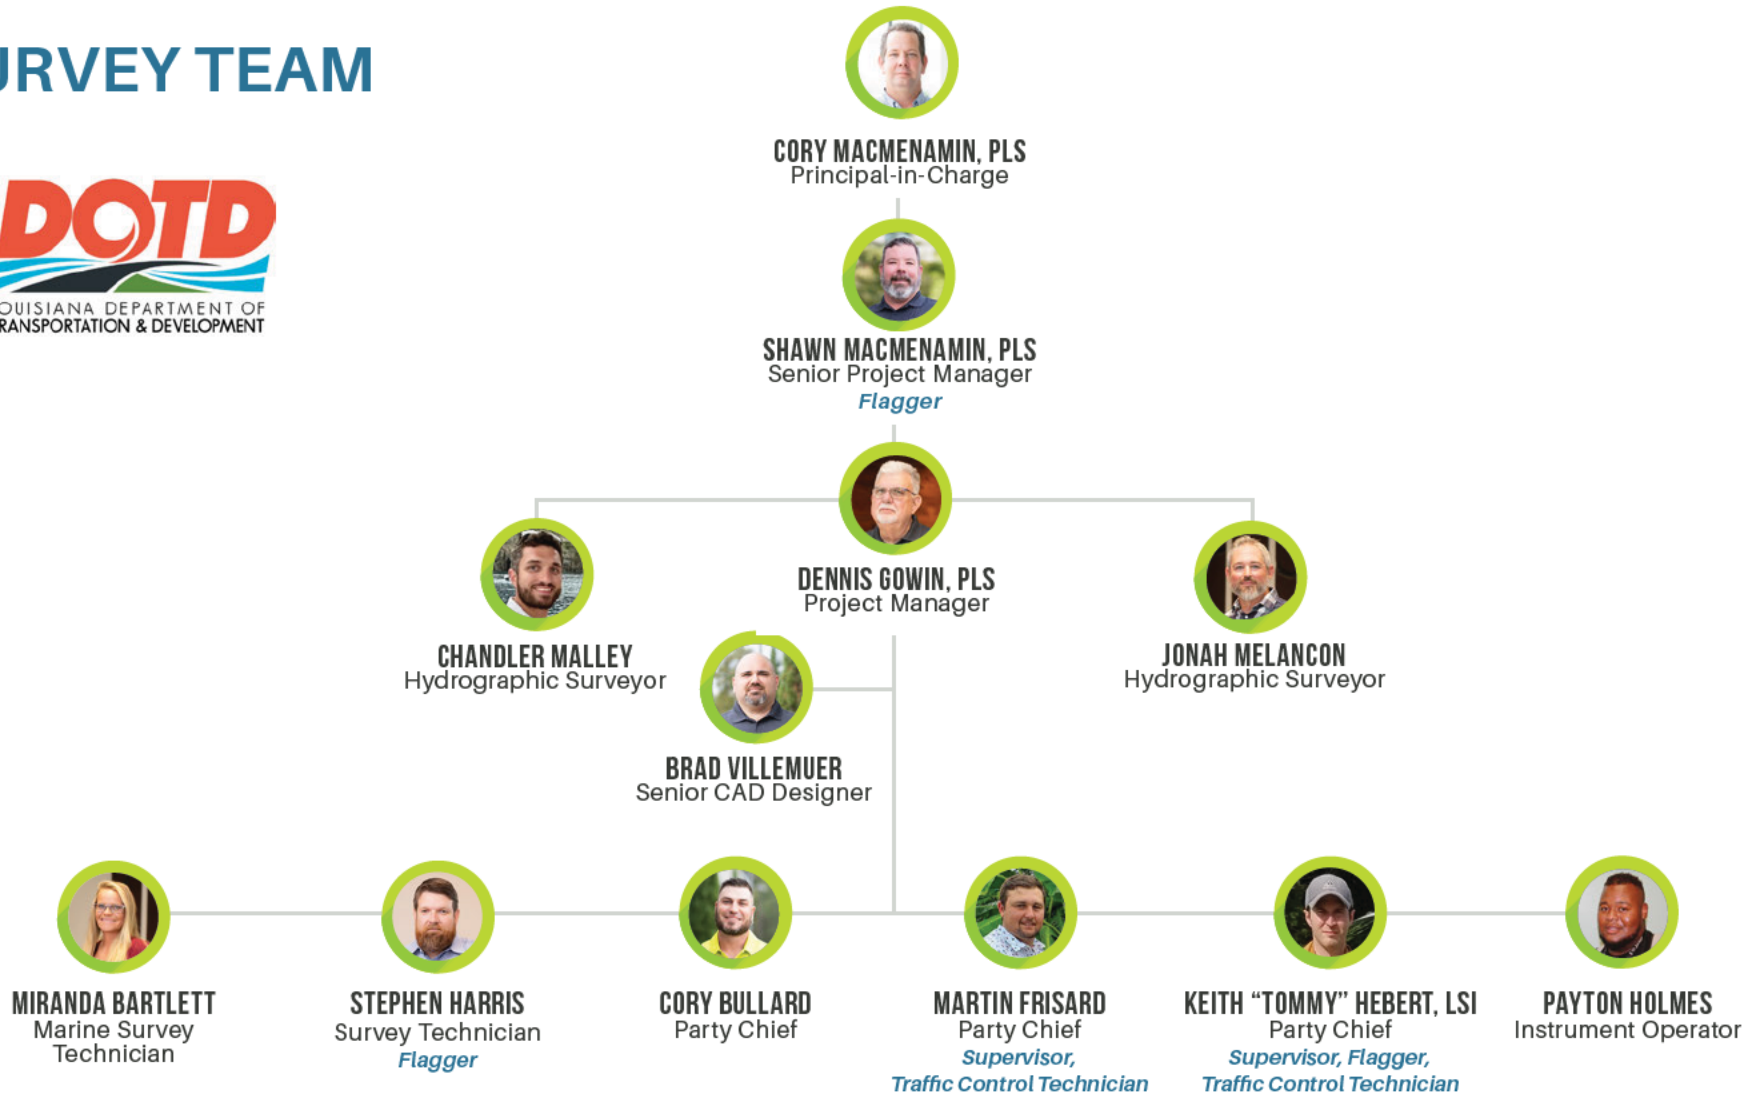 URVEY TEAM
DOTD
OUISIANA DEPARTMENT OF
RANSPORTATION & DEVELOPMENT
CORY MACMENAMIN, PLS
Principal-in-Charge
SHAWN MACMENAMIN, PLS
Senior Project Manager
Flagger
DENNIS GOWIN, PLS
Project Manager
CHANDLER MALLEY
Hydrographic Surveyor
JONAH MELANCON
Hydrographic Surveyor
BRAD VILLEMUER
Senior CAD Designer
MIRANDA BARTLETT
Marine Survey
Technician
STEPHEN HARRIS
Survey Technician
Flagger
CORY BULLARD
Party Chief
MARTIN FRISARD
Party Chief
Supervisor,
Traffic Control Technician
KEITH “TOMMY” HEBERT, LSI
Party Chief
Supervisor, Flagger,
Traffic Control Technician
PAYTON HOLMES
Instrument Operator